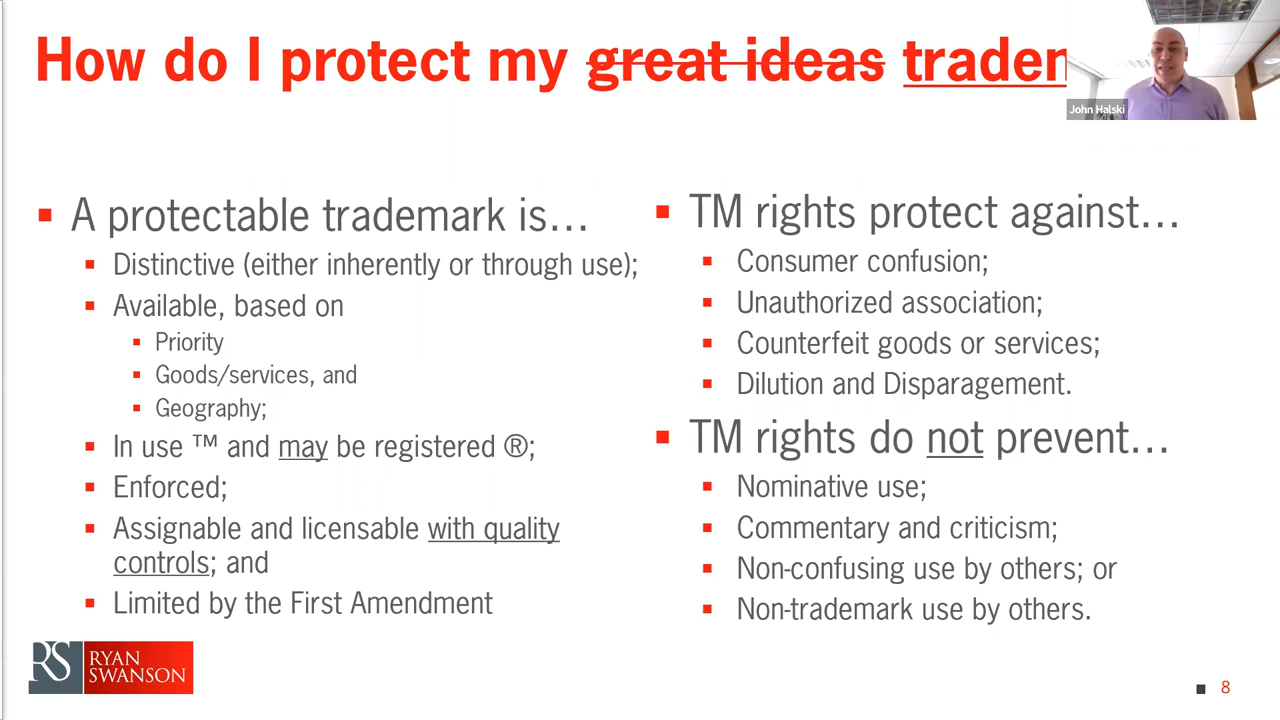 How do I protect my great ideas trader
John Halski
A protectable trademark is...
Distinctive (either inherently or through use);
Available, based on
Priority
Goods/services, and
Geography;
In use ™ and may be registered ®;
Enforced;
Assignable and licensable with quality
controls; and
Limited by the First Amendment
TM rights protect against...
Consumer confusion;
Unauthorized association;
Counterfeit goods or services;
Dilution and Disparagement.
TM rights do not prevent...
Nominative use;
Commentary and criticism;
Non-confusing use by others; or
Non-trademark use by others.
RS
RYAN
SWANSON
8